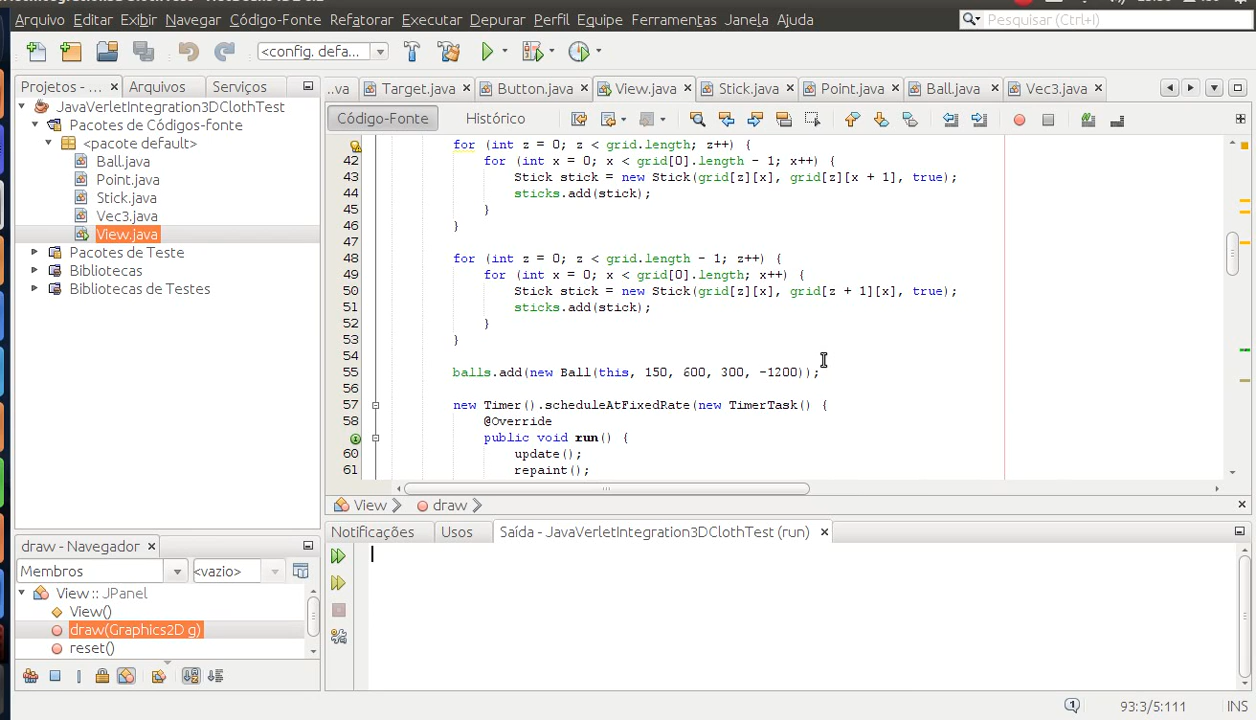 Arquivo Editar Exibir Navegar Código-Fonte Refatorar Executar Depurar Perfil Equipe Ferramentas Janela Ajuda
Pesquisar (Ctrl+I)
<config. defa...
Projetos - ...
Arquivos
Serviços
JavaVerletIntegration3DClothTest
Pacotes de Códigos-fonte
<pacote default>
Ball.java
Point.java
Stick.java
Vec3.java
View.java
Pacotes de Teste
Bibliotecas
Bibliotecas de Testes
draw - Navegador
Membros
<vazio>
View :: JPanel
View()
draw(Graphics2D g)
reset()
...va
Target.java
Button.java
View.java
Stick.java
Point.java
Ball.java
Vec3.java
Código-Fonte
Histórico
for (int z = 0; z < grid.length; z++) {
42 for (int x = 0; x < grid[0].length - 1; x++) {
43 Stick stick = new Stick(grid[z][x], grid[z][x + 1], true);
44 sticks.add(stick);
45 }
46 }
47
48 for (int z = 0; z < grid.length - 1; z++) {
49 for (int x = 0; x < grid[0].length; x++) {
50 Stick stick = new Stick(grid[z][x], grid[z + 1][x], true);
51 sticks.add(stick);
52 }
53 }
54
55 balls.add(new Ball(this, 150, 600, 300, -1200));
56
57 new Timer().scheduleAtFixedRate(new TimerTask() {
58 @Override
public void run() {
60 update();
61 repaint();
View
draw
Notificações
Usos
Saída - JavaVerletIntegration3DClothTest (run)
1
93:3/5:111
INS